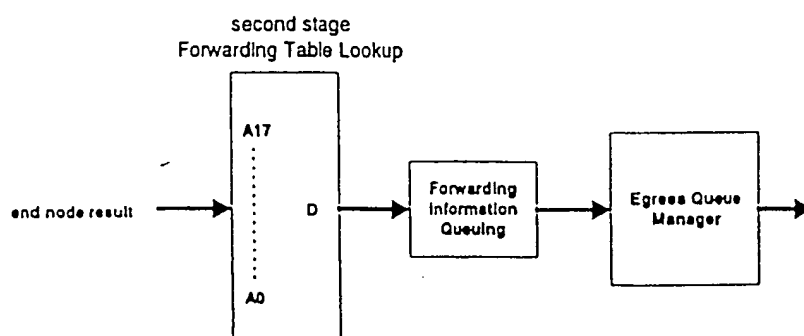 second stage
Forwarding Table Lookup
A17
end node result
D
A0
Forwarding
Information
Queuing
Egress Queue
Manager